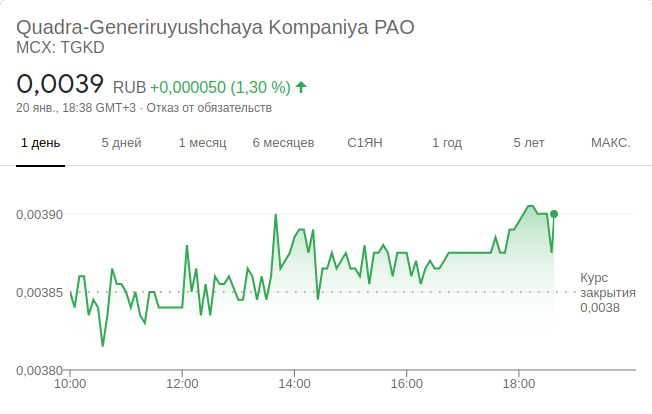 Quadra-Generiruyushchaya Kompaniya PAO
MCX: TGKD
0,0039 RUB +0,000050 (1,30 %)
20 янв., 18:38 GMT+3 · Отказ от обязательств
1 день 5 дней 1 месяц 6 месяцев С1ЯН 1 год 5 лет МАКС.
0,00390
0,00385
0,00380
Курс
закрытия
0,0038
10:00 12:00 14:00 16:00 18:00